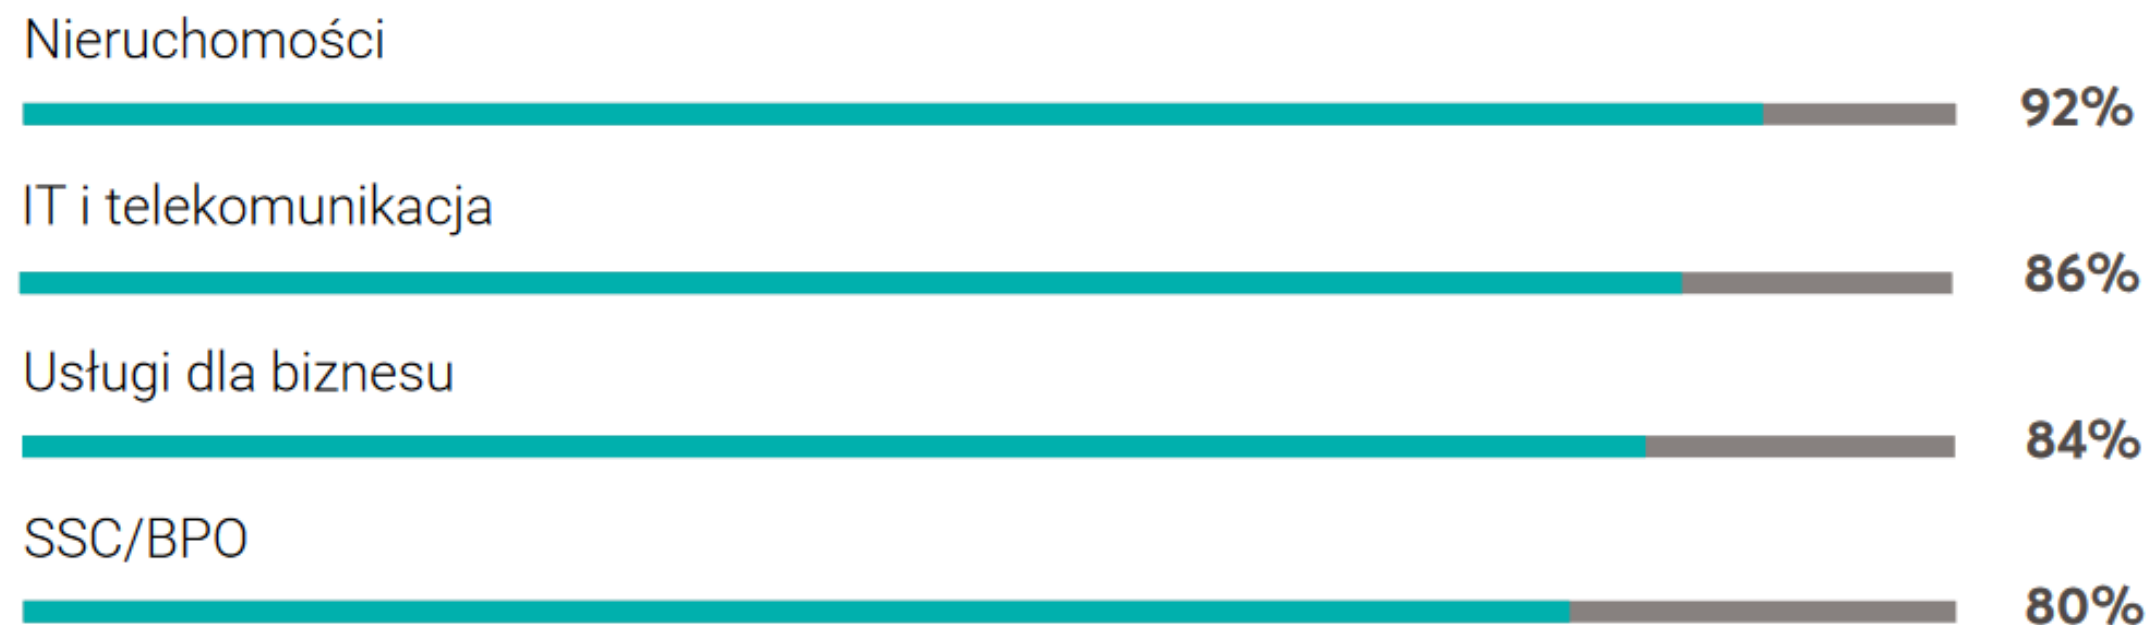 Nieruchomości
92%
IT i telekomunikacja
86%
Usługi dla biznesu
84%
SSC/BPO
80%